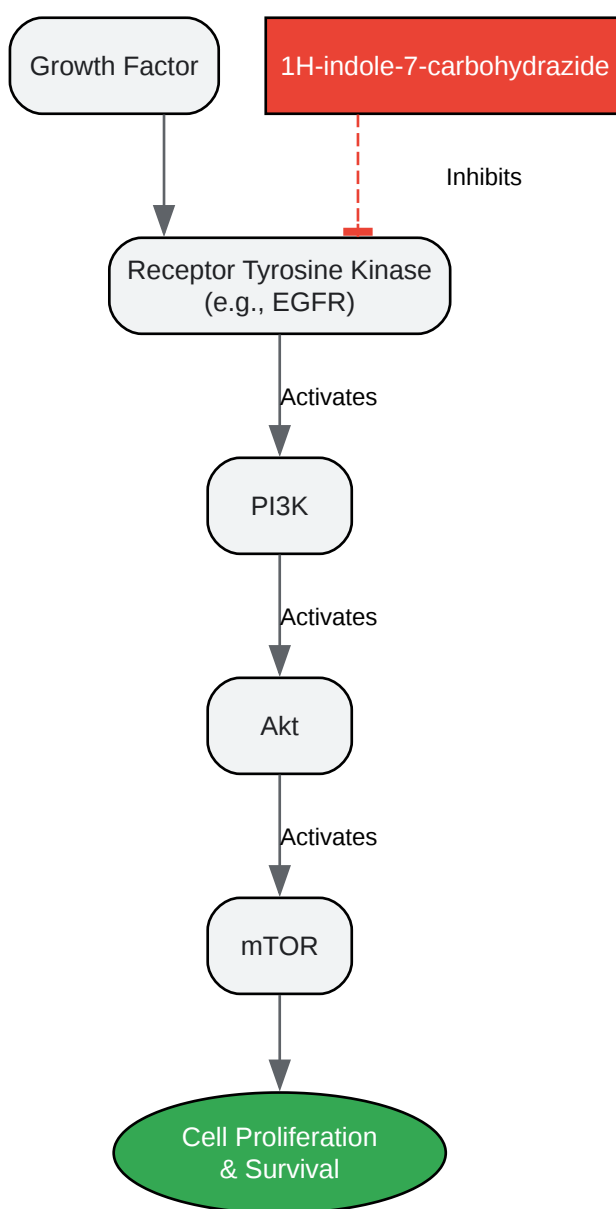 Growth Factor
1H-indole-7-carbohydrazide
Inhibits
Receptor Tyrosine Kinase
(e.g., EGFR)
Activates
PI3K
Activates
Akt
Activates
mTOR
Cell Proliferation
& Survival